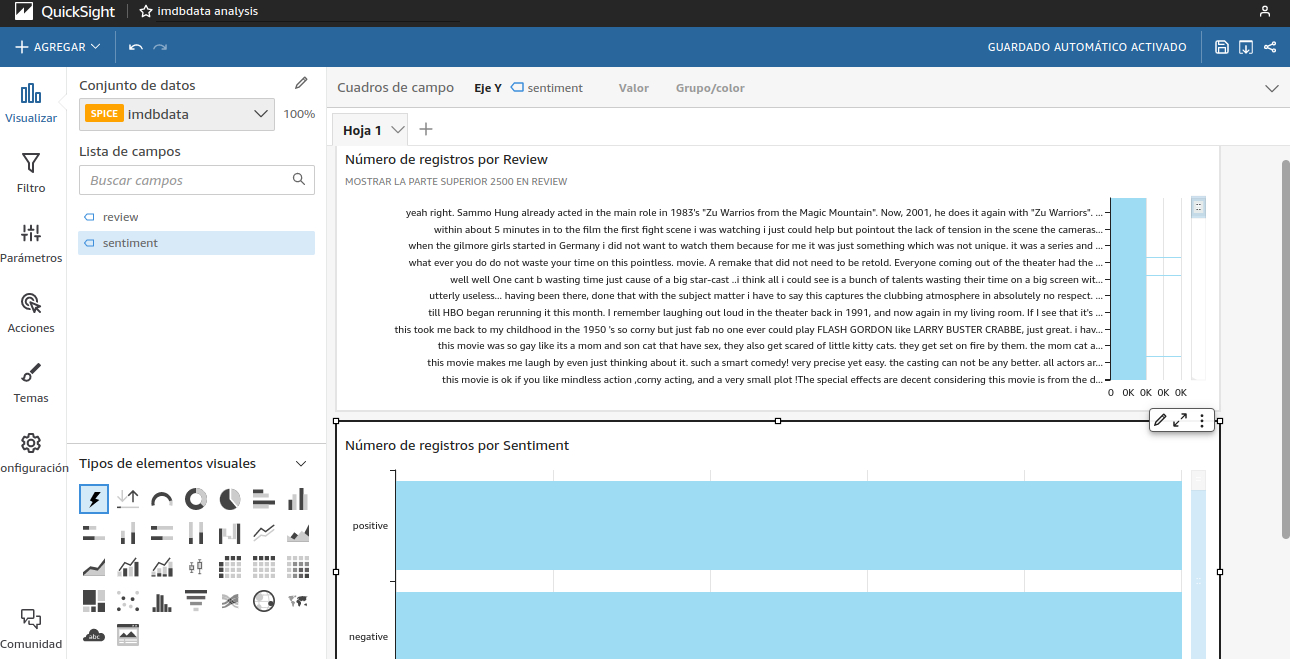 QuickSight
imdbdata analysis
AGREGAR
GUARDADO AUTOMÁTICO ACTIVADO
Visualizar
Filtro
Parámetros
Acciones
Temas
onfiguración
Comunidad
Conjunto de datos
SPICE imdbdata
100%
Lista de campos
Buscar campos
review
sentiment
Tipos de elementos visuales
abc
Cuadros de campo
Eje Y
sentiment
Valor
Grupo/color
Hoja 1
Número de registros por Review
MOSTRAR LA PARTE SUPERIOR 2500 EN REVIEW
yeah right. Sammo Hung already acted in the main role in 1983's "Zu Warrios from the Magic Mountain". Now, 2001, he does it again with "Zu Warriors". ...
within about 5 minutes in to the film the first fight scene i was watching i just could help but pointout the lack of tension in the scene the cameras...
when the gilmore girls started in Germany i did not want to watch them because for me it was just something which was not unique. it was a series and ...
what ever you do do not waste your time on this pointless. movie. A remake that did not need to be retold. Everyone coming out of the theater had the ...
well well One cant b wasting time just cause of a big star-cast ..i think all i could see is a bunch of talents wasting their time on a big screen wit...
utterly useless... having been there, done that with the subject matter i have to say this captures the clubbing atmosphere in absolutely no respect. ...
till HBO began rerunning it this month. I remember laughing out loud in the theater back in 1991, and now again in my living room. If I see that it's ...
this took me back to my childhood in the 1950 's so corny but just fab no one ever could play FLASH GORDON like LARRY BUSTER CRABBE, just great. i hav...
this movie was so gay like its a mom and son cat that have sex, they also get scared of little kitty cats. they get set on fire by them. the mom cat a...
this movie makes me laugh by even just thinking about it. such a smart comedy! very precise yet easy. the casting can not be any better. all actors ar...
this movie is ok if you like mindless action ,corny acting, and a very small plot !The special effects are decent considering this movie is from the d...
0 0K 0K 0K 0K
Número de registros por Sentiment
positive
negative